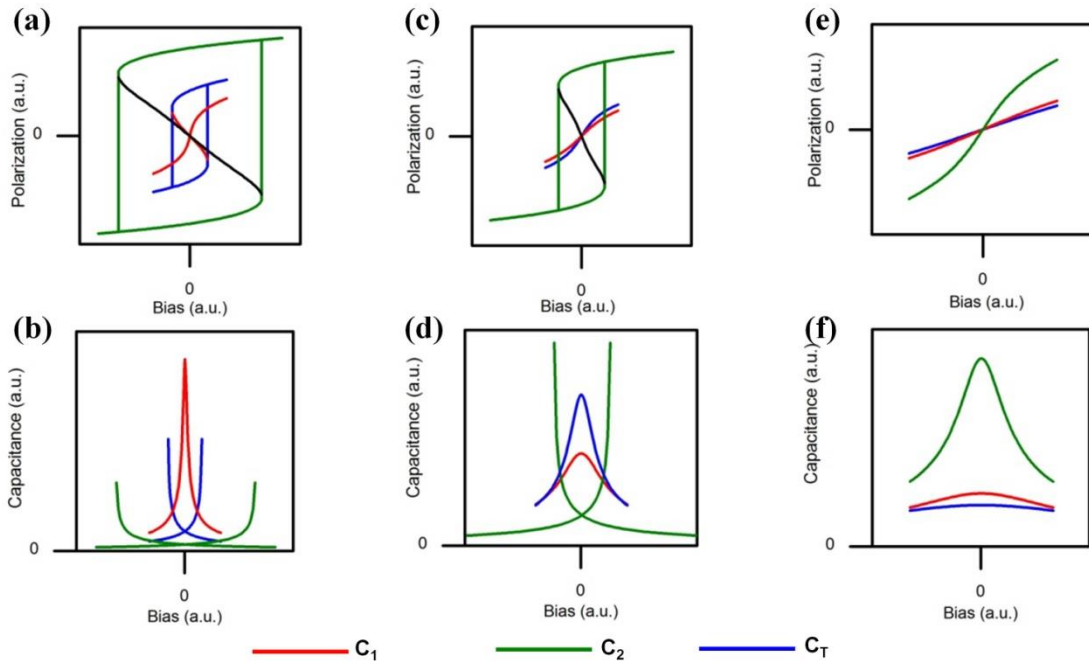 (a)
Polarization (a.u.)
0
0
Bias (a.u.)
(c)
Polarization (a.u.)
0
0
Bias (a.u.)
(e)
Polarization (a.u.)
0
0
Bias (a.u.)
(b)
Capacitance (a.u.)
0
0
Bias (a.u.)
(d)
Capacitance (a.u.)
0
0
Bias (a.u.)
(f)
Capacitance (a.u.)
0
0
Bias (a.u.)
C1
C2
CT